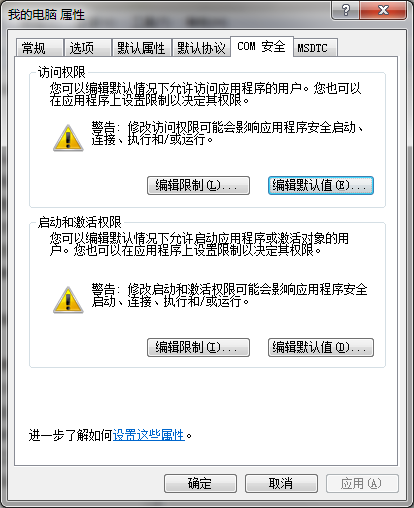 我的电脑 属性
常规 选项 默认属性 默认协议 COM 安全 MSDTC
访问权限
您可以编辑默认情况下允许访问应用程序的用户。您也可以
在应用程序上设置限制以决定其权限。
警告: 修改访问权限可能会影响应用程序安全启动、
连接、执行和/或运行。
编辑限制(L)... 编辑默认值(E)...
启动和激活权限
您可以编辑默认情况下允许启动应用程序或激活对象的用
户。您也可以在应用程序上设置限制以决定其权限。
警告: 修改启动和激活权限可能会影响应用程序安全
启动、连接、执行和/或运行。
编辑限制(I)... 编辑默认值(D)...
进一步了解如何设置这些属性。
确定 取消 应用(A)